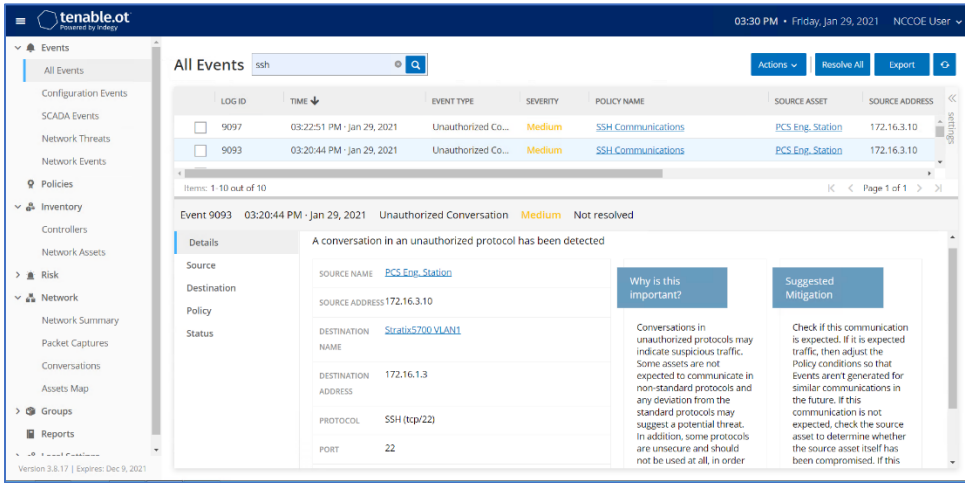 tenable.ot
Powered by Indegy
03:30 PM • Friday, Jan 29, 2021 NCCOE User
Events
All Events
Configuration Events
SCADA Events
Network Threats
Network Events
Policies
Inventory
Controllers
Network Assets
Risk
Network
Network Summary
Packet Captures
Conversations
Assets Map
Groups
Reports
Version 3.8.17 | Expires: Dec 9, 2021
All Events ssh
Actions Resolve All Export
LOG ID TIME EVENT TYPE SEVERITY POLICY NAME SOURCE ASSET SOURCE ADDRESS
9097 03:22:51 PM · Jan 29, 2021 Unauthorized Co... Medium SSH Communications PCS Eng. Station 172.16.3.10
9093 03:20:44 PM · Jan 29, 2021 Unauthorized Co... Medium SSH Communications PCS Eng. Station 172.16.3.10
settings
Items: 1-10 out of 10 Page 1 of 1
Event 9093 03:20:44 PM · Jan 29, 2021 Unauthorized Conversation Medium Not resolved
Details
Source
Destination
Policy
Status
A conversation in an unauthorized protocol has been detected
SOURCE NAME PCS Eng. Station
SOURCE ADDRESS 172.16.3.10
DESTINATION NAME Stratix5700 VLAN1
DESTINATION ADDRESS 172.16.1.3
PROTOCOL SSH (tcp/22)
PORT 22
Why is this
important?
Conversations in
unauthorized protocols may
indicate suspicious traffic.
Some assets are not
expected to communicate in
non-standard protocols and
any deviation from the
standard protocols may
suggest a potential threat.
In addition, some protocols
are unsecure and should
not be used at all, in order
Suggested
Mitigation
Check if this communication
is expected. If it is expected
traffic, then adjust the
Policy conditions so that
Events aren't generated for
similar communications in
the future. If this
communication is not
expected, check the source
asset to determine whether
the source asset itself has
been compromised. If this